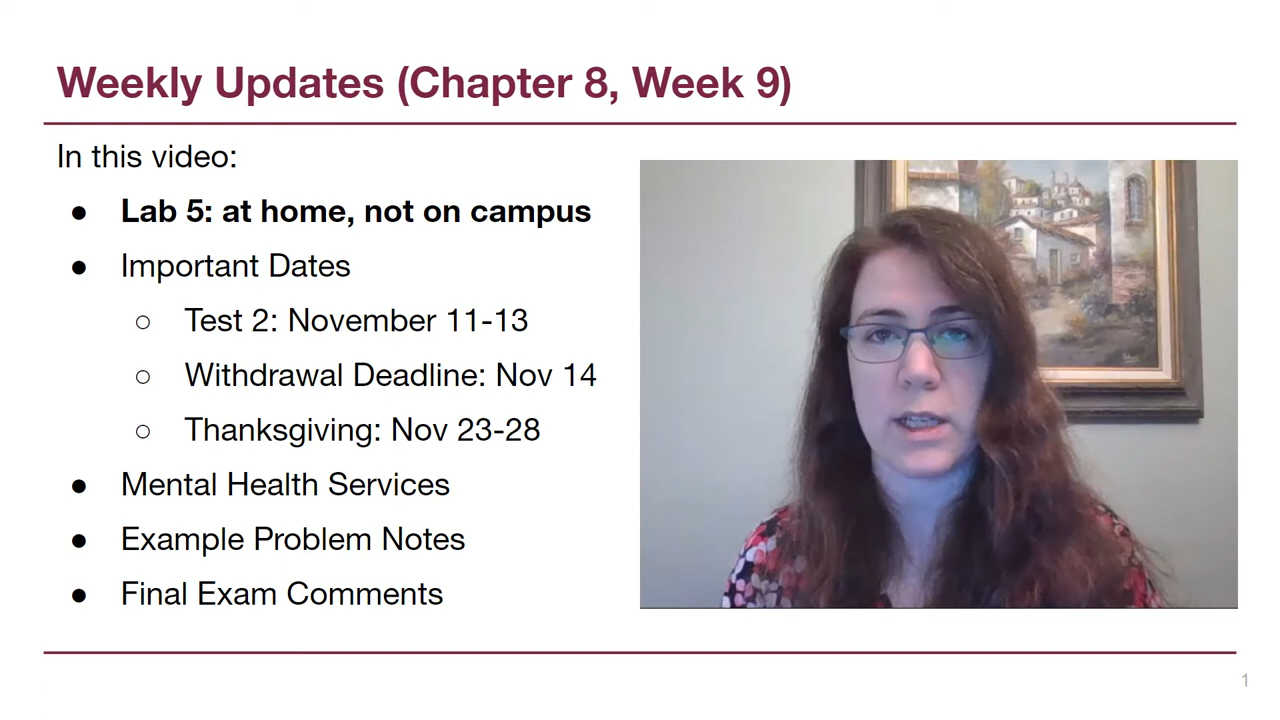 Weekly Updates (Chapter 8, Week 9)
In this video:
● Lab 5: at home, not on campus
● Important Dates
○ Test 2: November 11-13
○ Withdrawal Deadline: Nov 14
○ Thanksgiving: Nov 23-28
● Mental Health Services
● Example Problem Notes
● Final Exam Comments
1